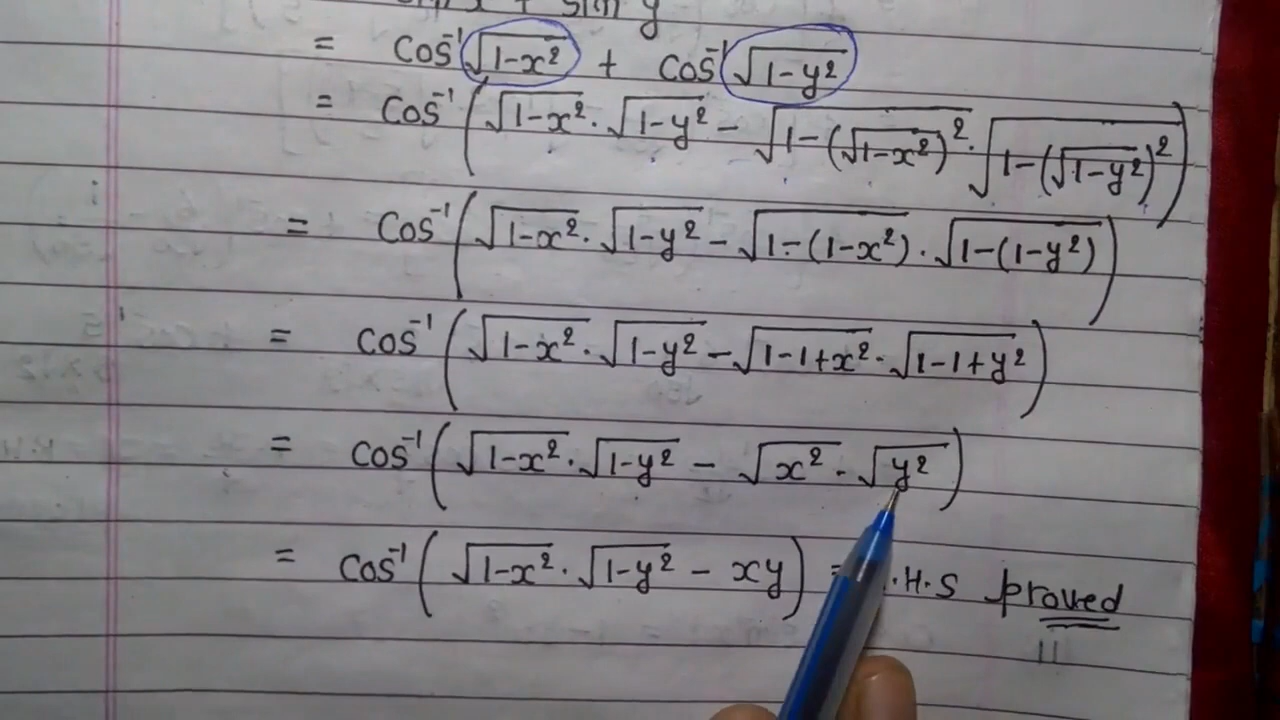 sin y
= Cos⁻¹ √1-x² + Cos⁻¹ √1-y²
= Cos⁻¹ (√1-x² · √1-y² - √1-(√1-x²)² · √1-(√1-y²)²)
= Cos⁻¹ (√1-x² · √1-y² - √1-(1-x²) · √1-(1-y²))
= Cos⁻¹ (√1-x² · √1-y² - √1-1+x² · √1-1+y²)
= Cos⁻¹ (√1-x² · √1-y² - √x² · √y²)
= Cos⁻¹ (√1-x² · √1-y² - xy) = .H.S proved